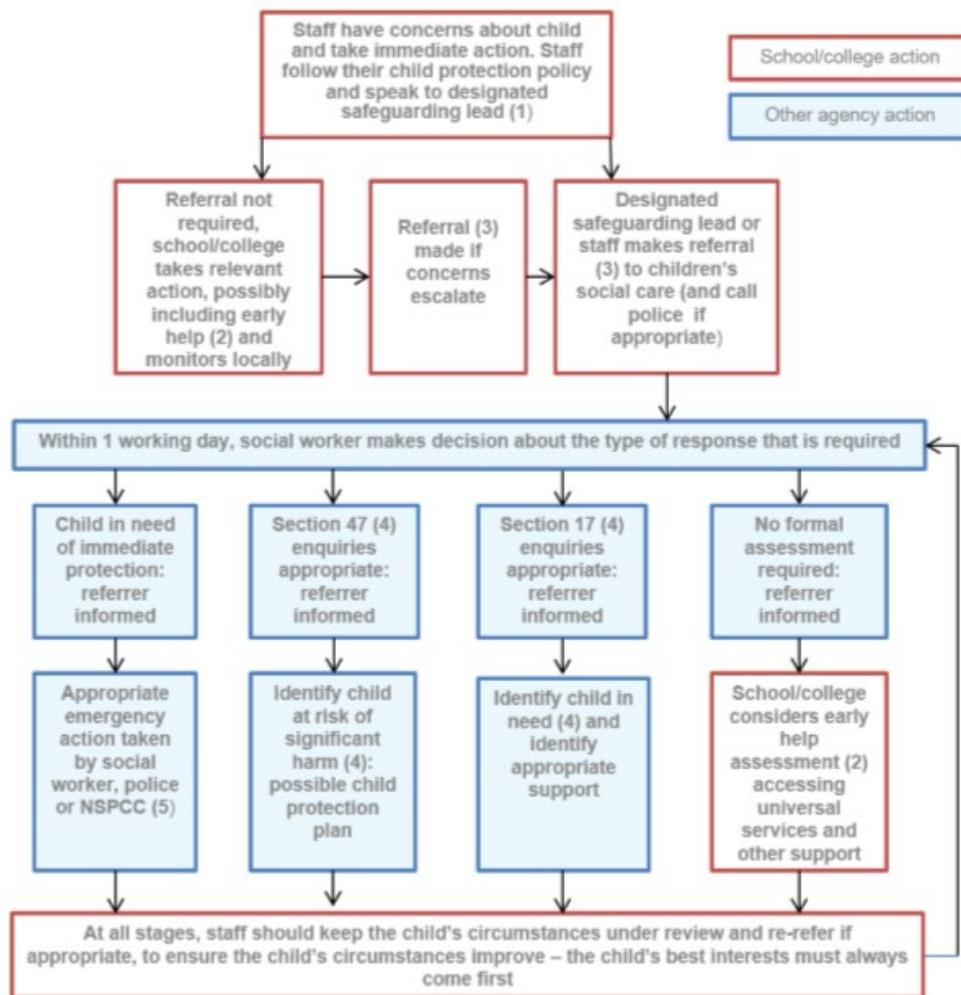 Staff have concerns about child
and take immediate action. Staff
follow their child protection policy
and speak to designated
safeguarding lead (1)
School/college action
Other agency action
Referral not
required,
school/college
takes relevant
action, possibly
including early
help (2) and
monitors locally
Referral (3)
made if
concerns
escalate
Designated
safeguarding lead or
staff makes referral
(3) to children's
social care (and call
police if
appropriate)
Within 1 working day, social worker makes decision about the type of response that is required
Child in need
of immediate
protection:
referrer
informed
Section 47 (4)
enquiries
appropriate:
referrer
informed
Section 17 (4)
enquiries
appropriate:
referrer
informed
No formal
assessment
required:
referrer
informed
Appropriate
emergency
action taken
by social
worker, police
or NSPCC (5)
Identify child
at risk of
significant
harm (4):
possible child
protection
plan
Identify child in
need (4) and
identify
appropriate
support
School/college
considers early
help
assessment (2)
accessing
universal
services and
other support
At all stages, staff should keep the child's circumstances under review and re-refer if
appropriate, to ensure the child's circumstances improve – the child's best interests must always
come first